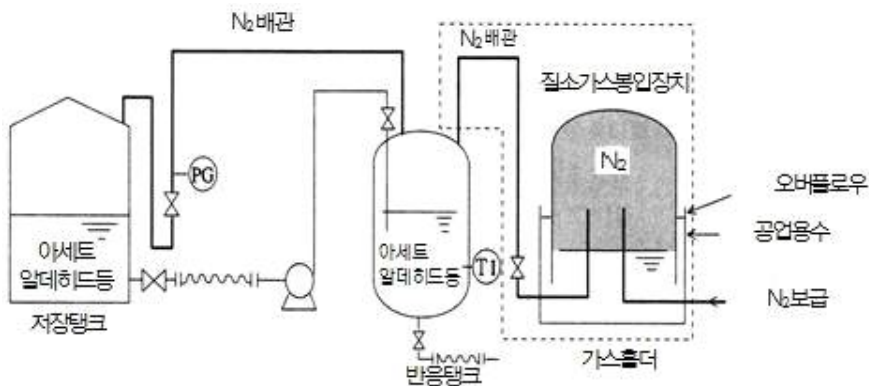 N₂배관
N₂배관
질소가스봉입장치
N₂
PG
오버플로우
공업용수
아세트
알데히드등
아세트
알데히드등
T1
N₂보급
저장탱크
반응탱크
가스홀더